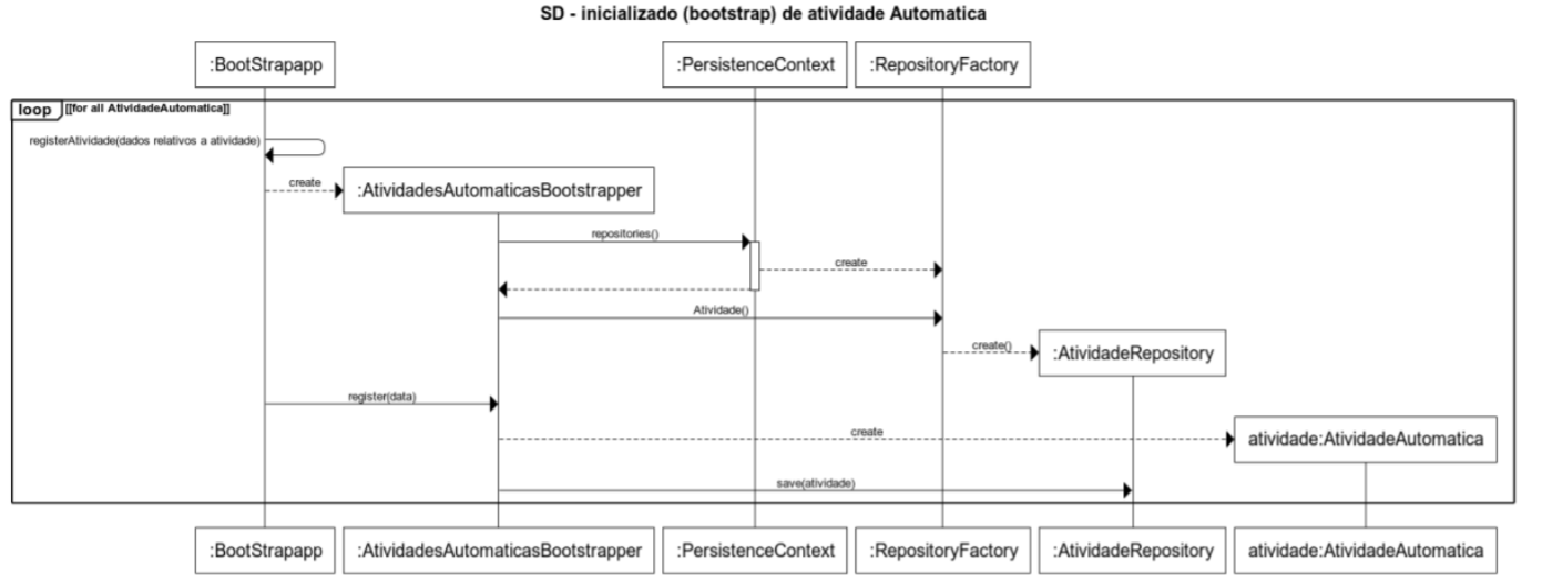 SD - inicializado (bootstrap) de atividade Automatica
:BootStrapapp
:PersistenceContext
:RepositoryFactory
loop
[[for all AtividadeAutomatica]]
registerAtividade(dados relativos a atividade)
create
:AtividadesAutomaticasBootstrapper
repositories()
create
Atividade()
create()
:AtividadeRepository
register(data)
create
atividade:AtividadeAutomatica
save(atividade)
:BootStrapapp
:AtividadesAutomaticasBootstrapper
:PersistenceContext
:RepositoryFactory
:AtividadeRepository
atividade:AtividadeAutomatica